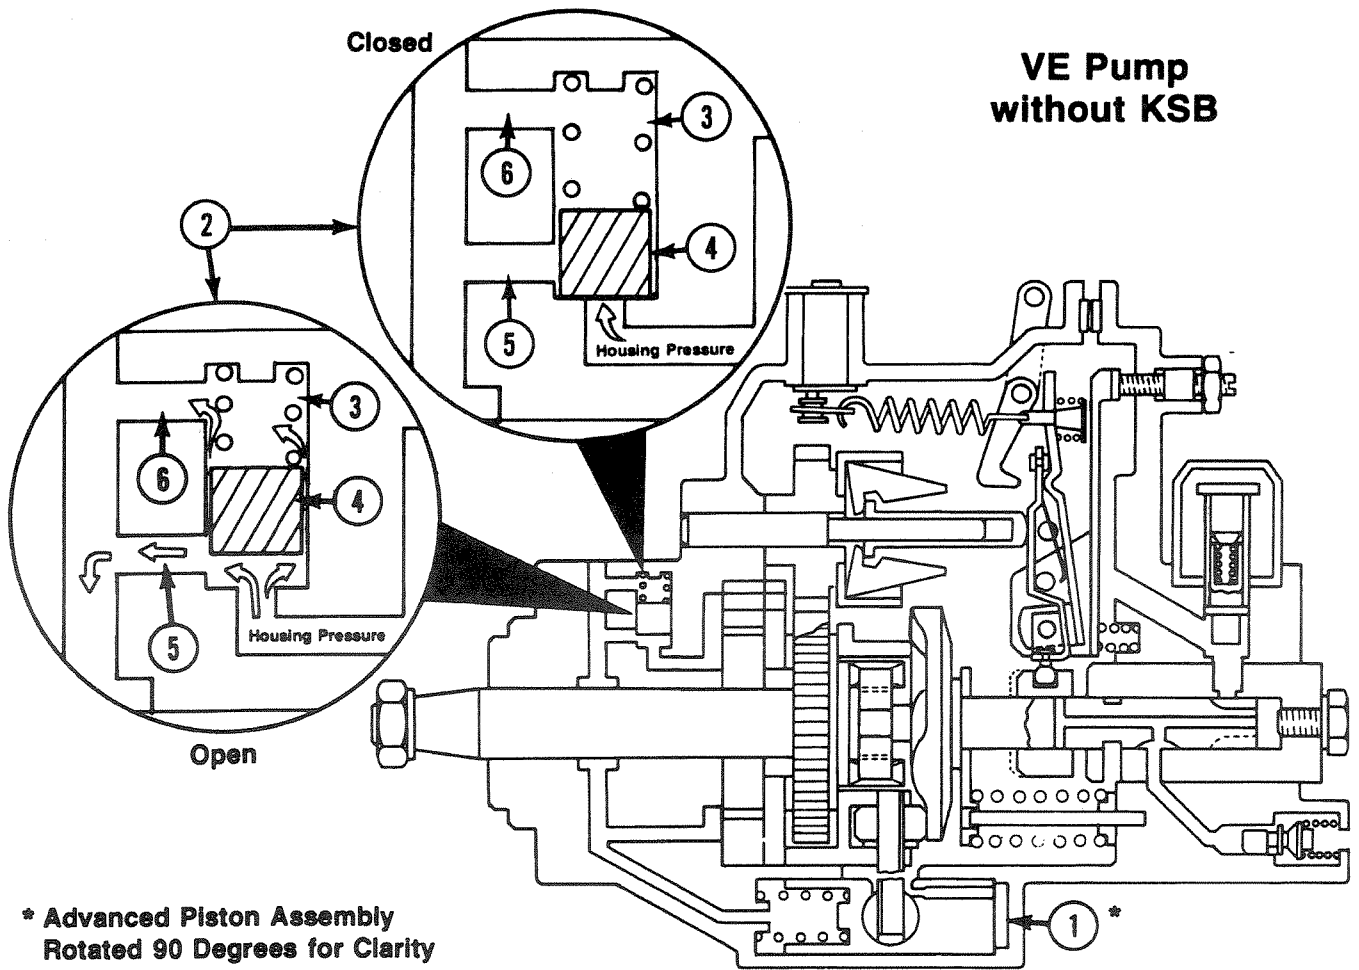 Closed
VE Pump
without KSB
3
6
2
4
5
Housing Pressure
3
6
4
5
Housing Pressure
Open
1 *
* Advanced Piston Assembly
Rotated 90 Degrees for Clarity